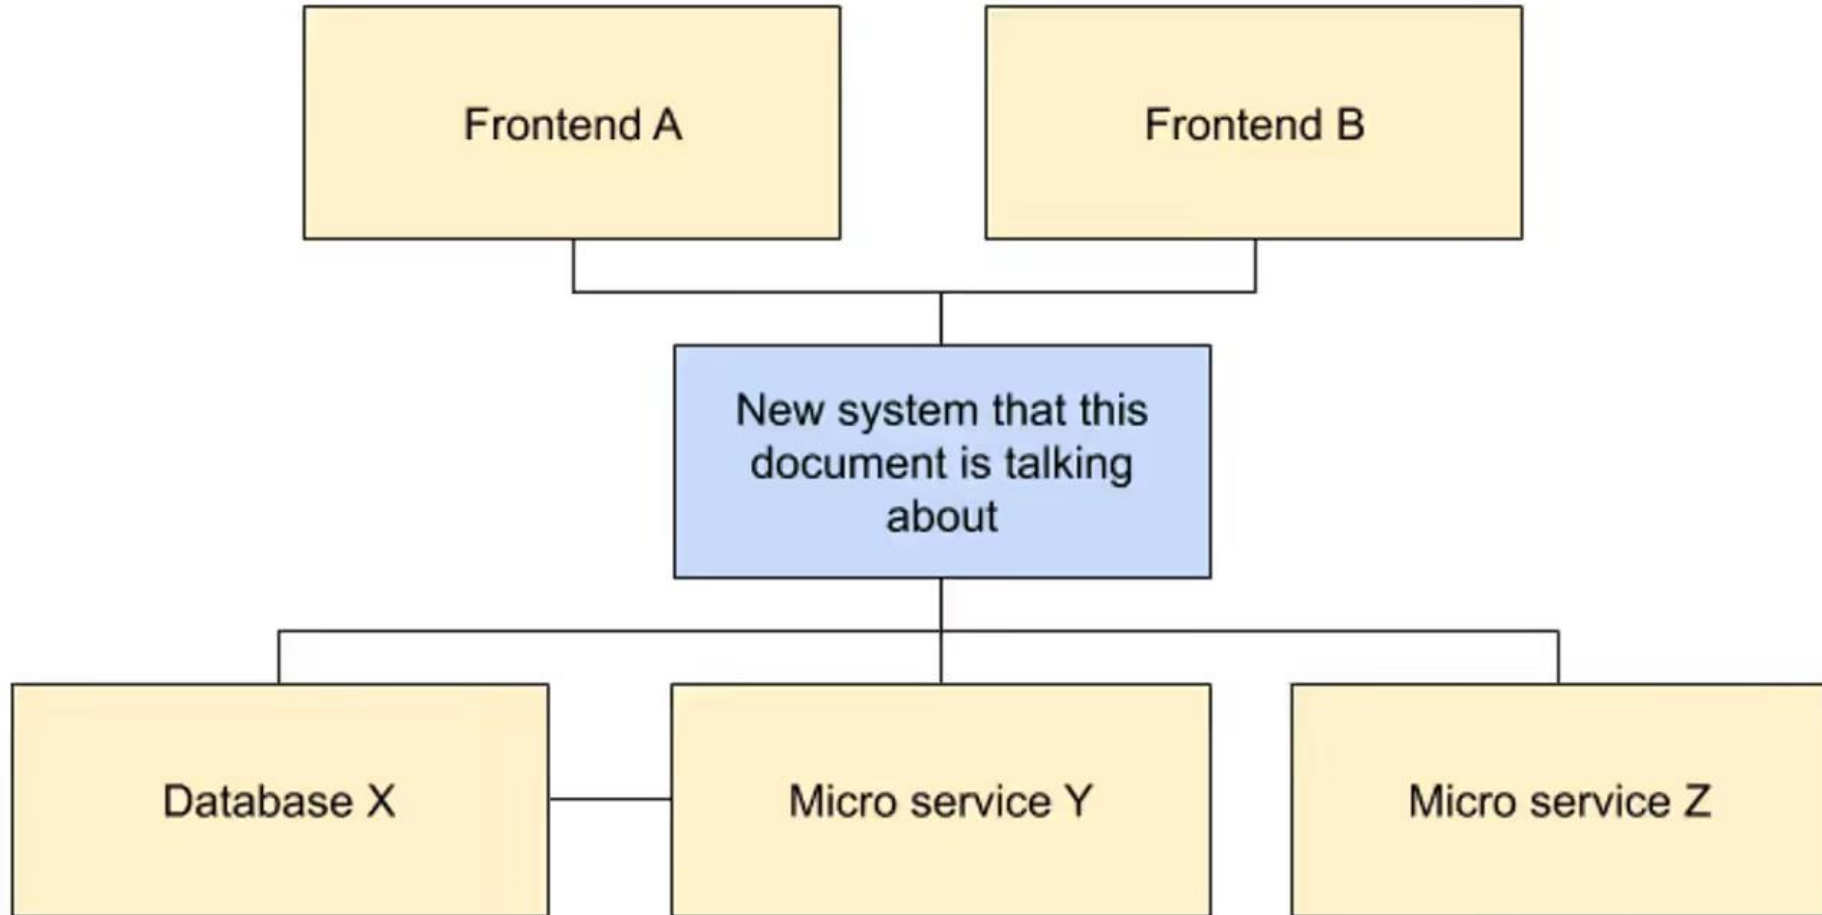 Frontend A
Frontend B
New system that this
document is talking
about
Database X
Micro service Y
Micro service Z